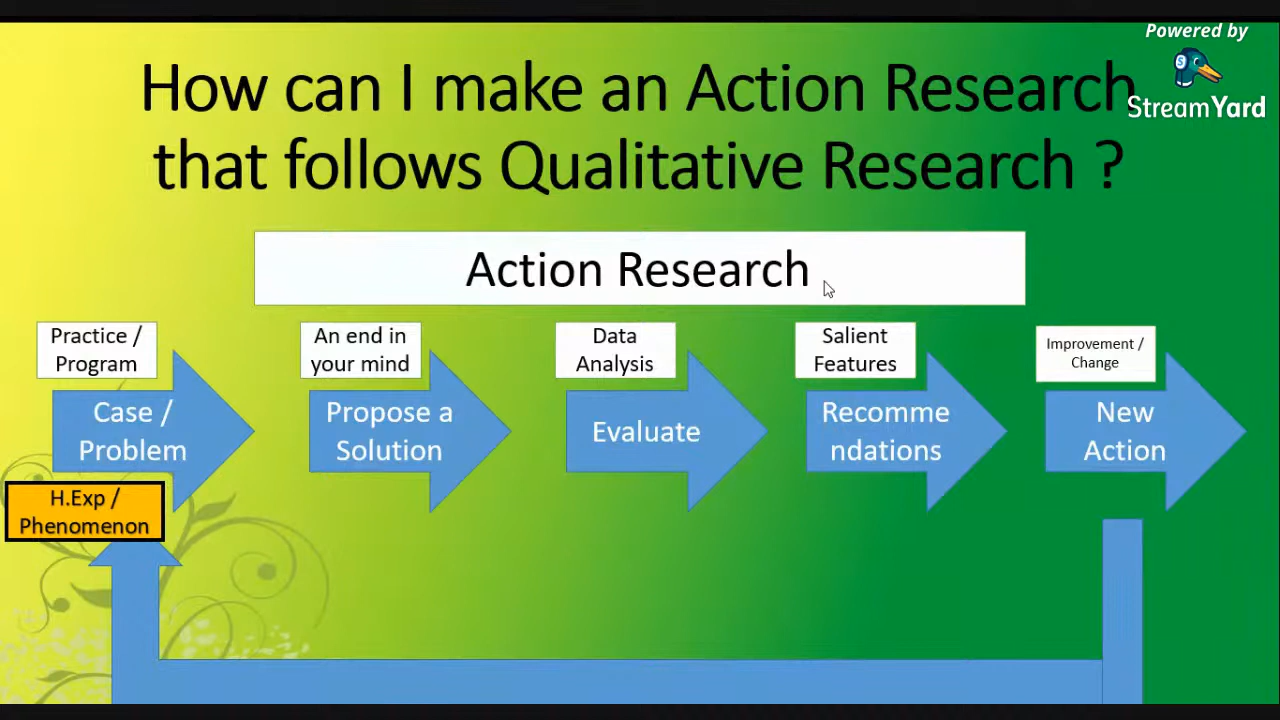 Powered by
StreamYard
How can I make an Action Research
that follows Qualitative Research ?
Action Research
Practice /
Program
An end in
your mind
Data
Analysis
Salient
Features
Improvement /
Change
Case /
Problem
Propose a
Solution
Evaluate
Recomme
ndations
New
Action
H.Exp /
Phenomenon